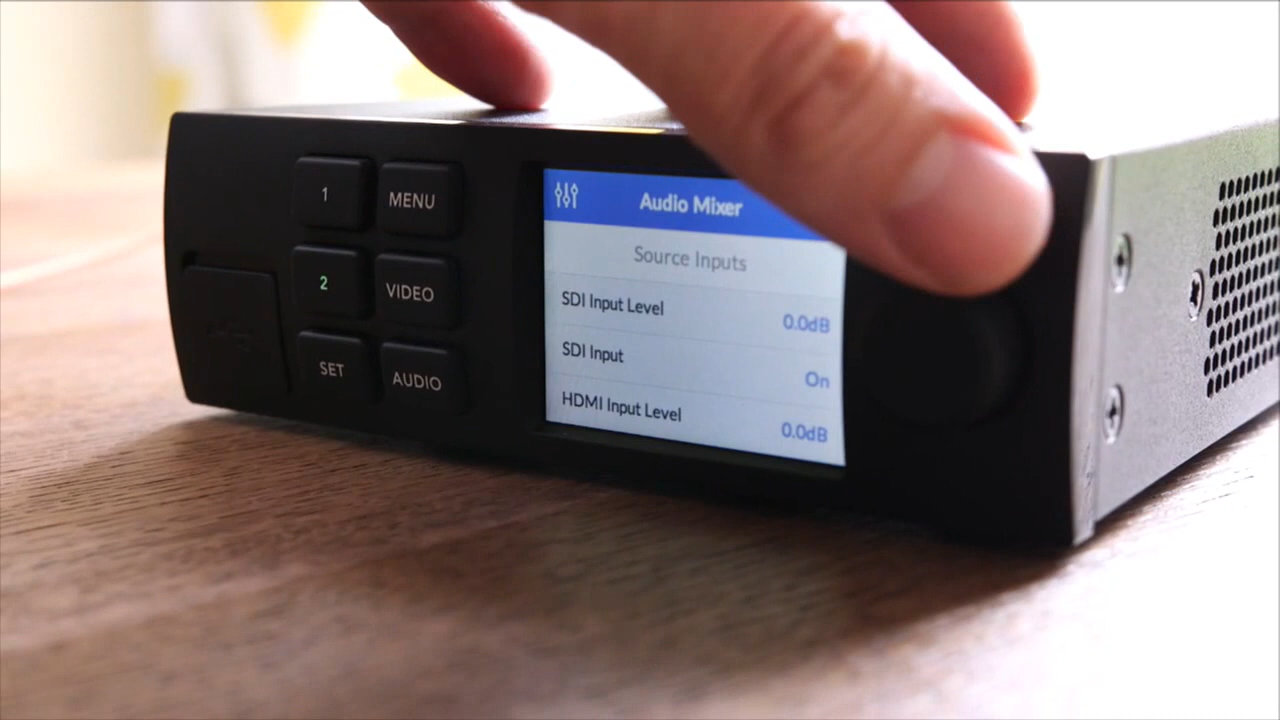 1
MENU
2
VIDEO
SET
AUDIO
Audio Mixer
Source Inputs
SDI Input Level
0.0dB
SDI Input
On
HDMI Input Level
0.0dB